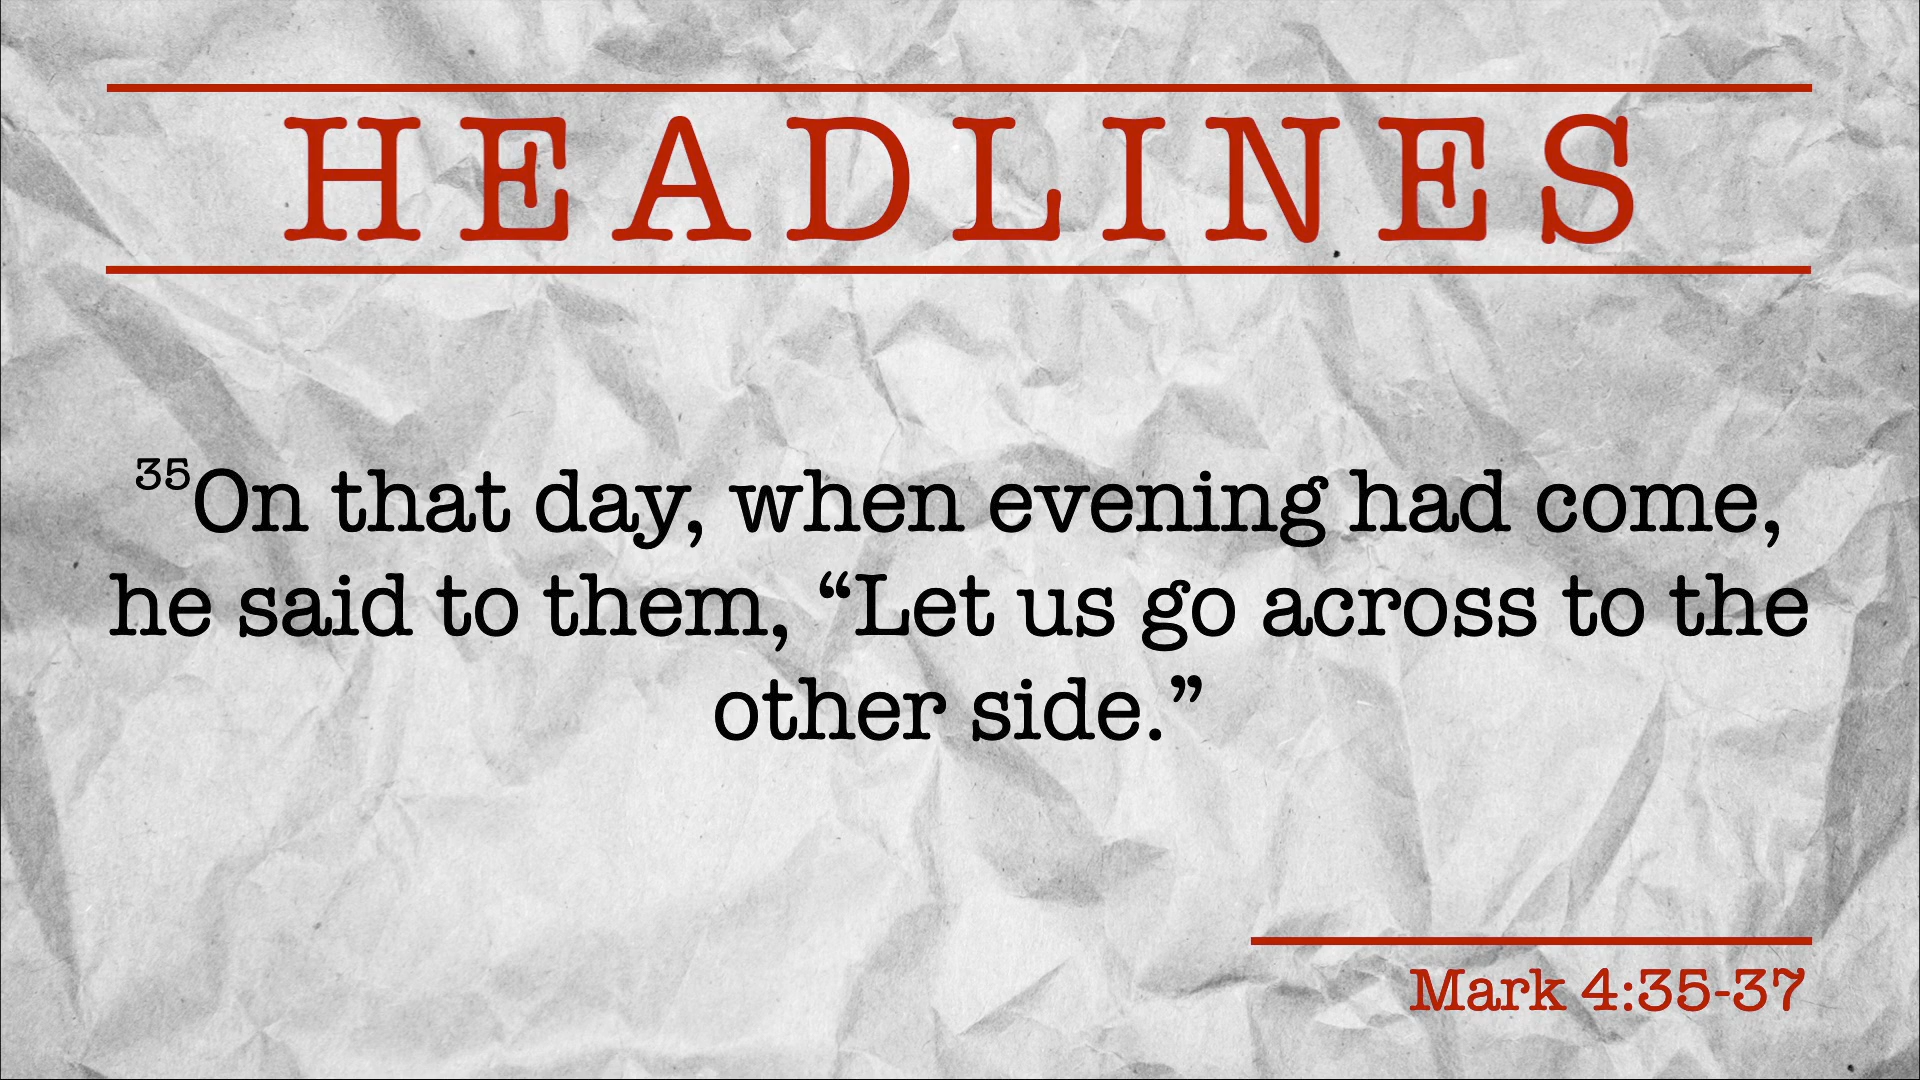 HEADLINES
³⁵On that day, when evening had come,
he said to them, “Let us go across to the
other side.”
Mark 4:35-37